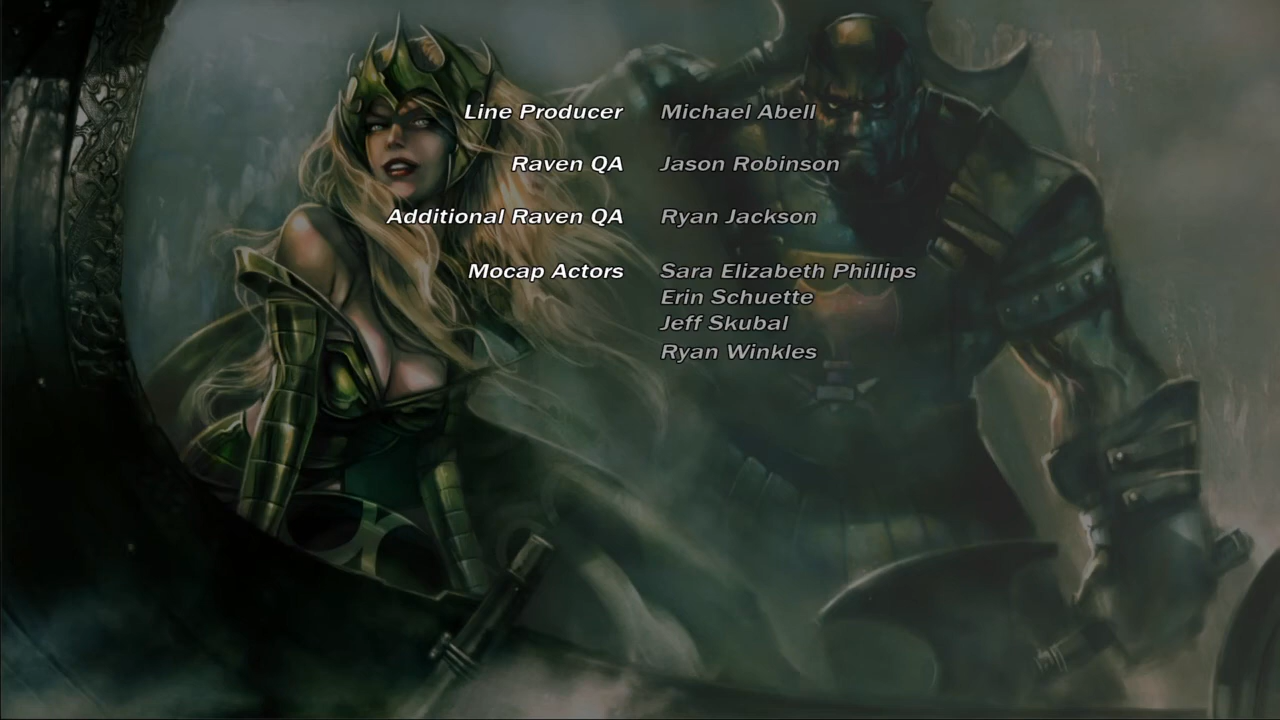 Line Producer Michael Abell
Raven QA Jason Robinson
Additional Raven QA Ryan Jackson
Mocap Actors Sara Elizabeth Phillips
Erin Schuette
Jeff Skubal
Ryan Winkles